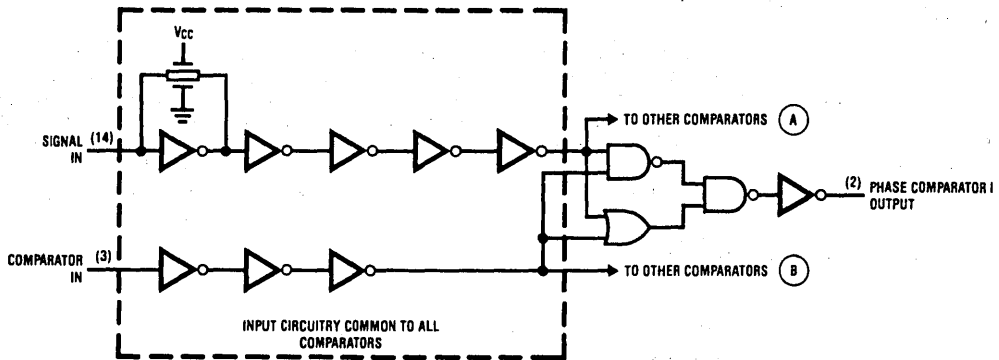 VCC
SIGNAL
IN
(14)
TO OTHER COMPARATORS A
(2) PHASE COMPARATOR I
OUTPUT
COMPARATOR
IN
(3)
TO OTHER COMPARATORS B
INPUT CIRCUITRY COMMON TO ALL
COMPARATORS